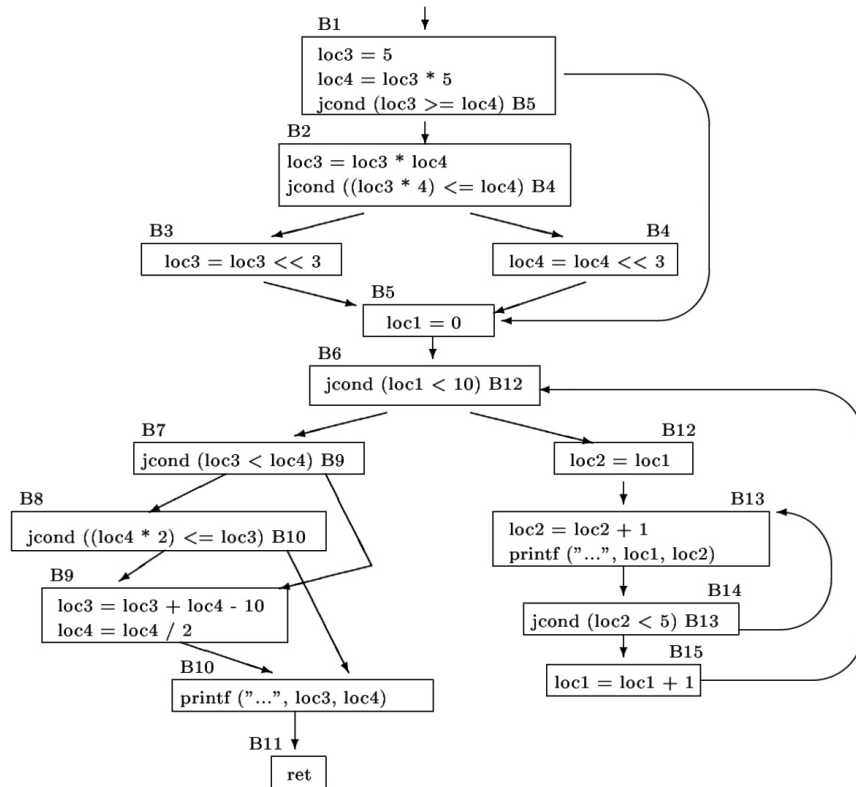 B1
loc3 = 5
loc4 = loc3 * 5
jcond (loc3 >= loc4) B5
B2
loc3 = loc3 * loc4
jcond ((loc3 * 4) <= loc4) B4
B3
loc3 = loc3 << 3
B4
loc4 = loc4 << 3
B5
loc1 = 0
B6
jcond (loc1 < 10) B12
B7
jcond (loc3 < loc4) B9
B8
jcond ((loc4 * 2) <= loc3) B10
B9
loc3 = loc3 + loc4 - 10
loc4 = loc4 / 2
B10
printf ("...", loc3, loc4)
B11
ret
B12
loc2 = loc1
B13
loc2 = loc2 + 1
printf ("...", loc1, loc2)
B14
jcond (loc2 < 5) B13
B15
loc1 = loc1 + 1